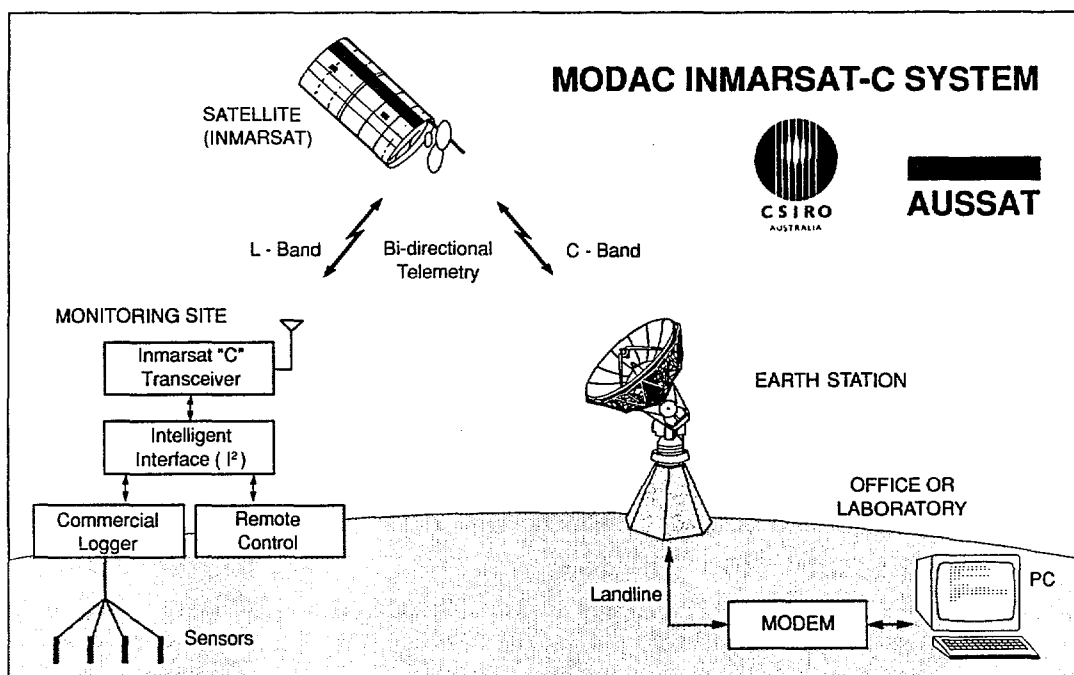 MODAC INMARSAT-C SYSTEM
SATELLITE
(INMARSAT)
CSIRO
AUSTRALIA
AUSSAT
L - Band
Bi-directional
Telemetry
C - Band
MONITORING SITE
Inmarsat "C"
Transceiver
EARTH STATION
Intelligent
Interface ( I²)
OFFICE OR
LABORATORY
Commercial
Logger
Remote
Control
PC
Landline
MODEM
Sensors